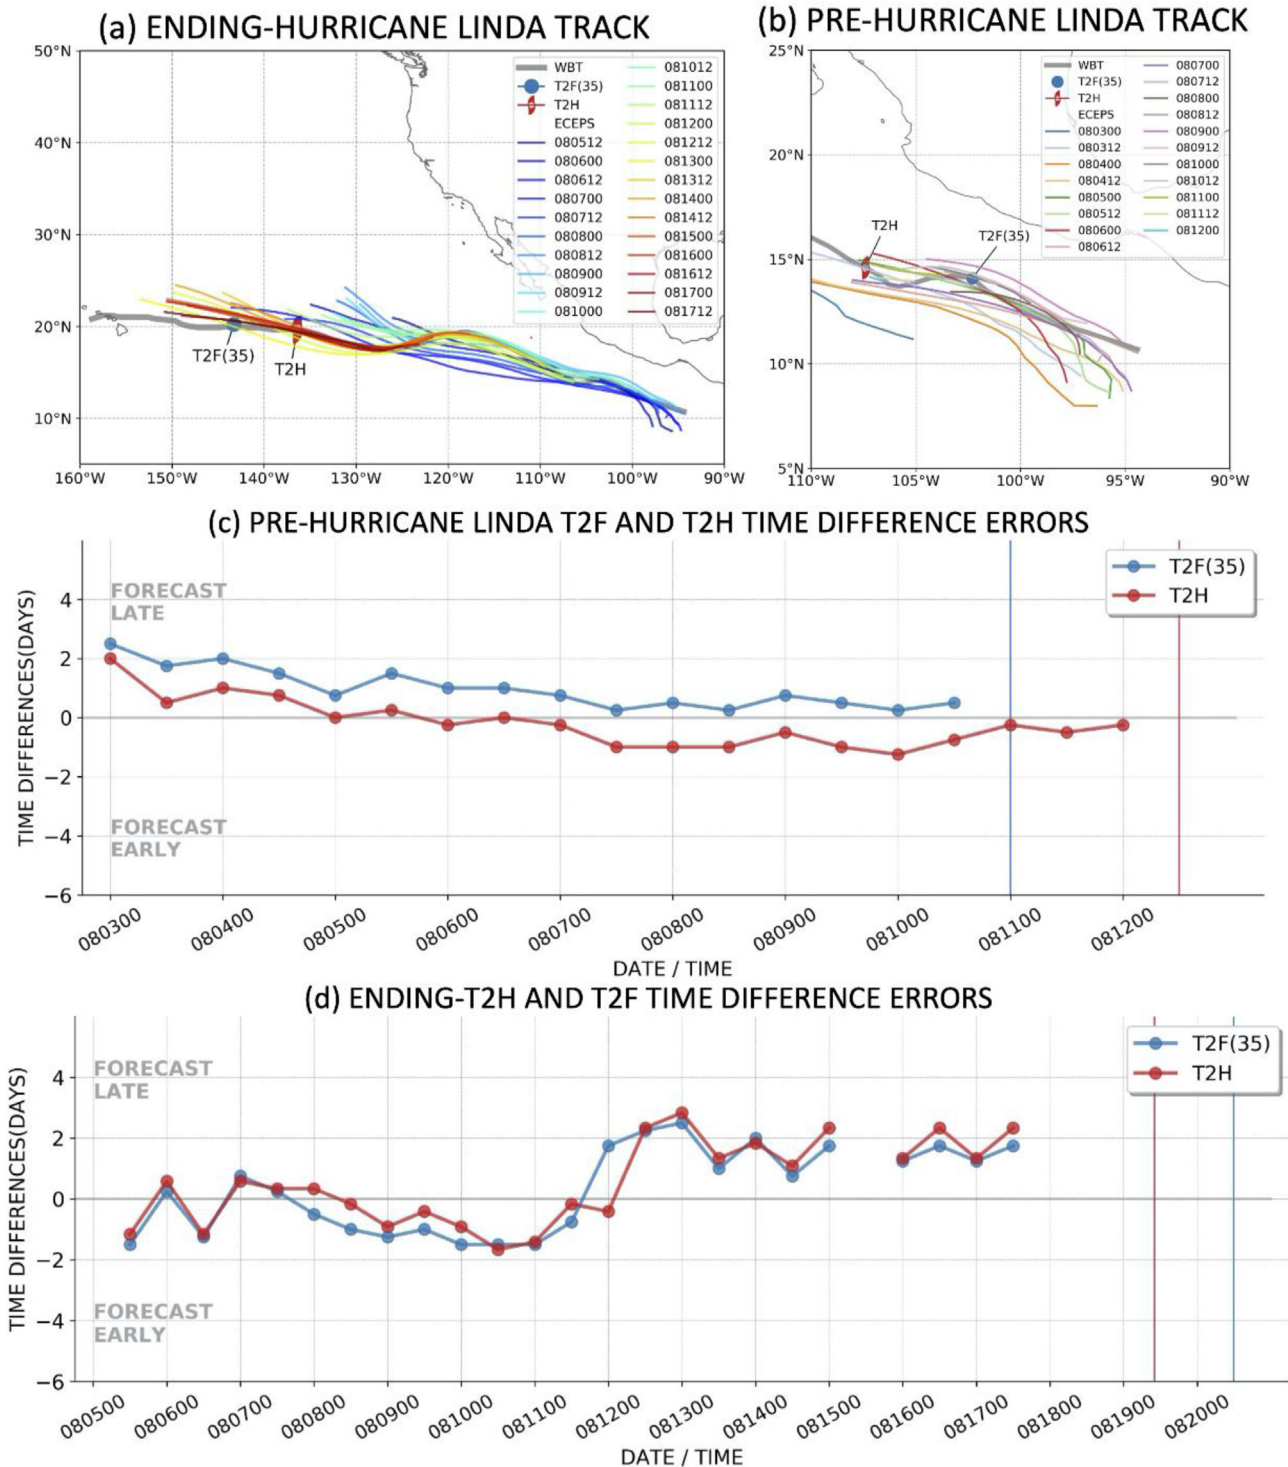 (a) ENDING-HURRICANE LINDA TRACK
50°N
40°N
30°N
20°N
10°N
160°W 150°W 140°W 130°W 120°W 110°W 100°W 90°W
WBT
T2F(35)
T2H
ECEPS
080512
080600
080612
080700
080712
080800
080812
080900
080912
081000
081012
081100
081112
081200
081212
081300
081312
081400
081412
081500
081600
081612
081700
081712
T2F(35)
T2H
(b) PRE-HURRICANE LINDA TRACK
25°N
20°N
15°N
10°N
5°N
110°W 105°W 100°W 95°W 90°W
WBT
T2F(35)
T2H
ECEPS
080300
080312
080400
080412
080500
080512
080600
080612
080700
080712
080800
080812
080900
080912
081000
081012
081100
081112
081200
T2H
T2F(35)
(c) PRE-HURRICANE LINDA T2F AND T2H TIME DIFFERENCE ERRORS
TIME DIFFERENCES(DAYS)
4
2
0
−2
−4
−6
FORECAST
LATE
FORECAST
EARLY
T2F(35)
T2H
080300 080400 080500 080600 080700 080800 080900 081000 081100 081200
DATE / TIME
(d) ENDING-T2H AND T2F TIME DIFFERENCE ERRORS
TIME DIFFERENCES(DAYS)
4
2
0
−2
−4
−6
FORECAST
LATE
FORECAST
EARLY
T2F(35)
T2H
080500 080600 080700 080800 080900 081000 081100 081200 081300 081400 081500 081600 081700 081800 081900 082000
DATE / TIME